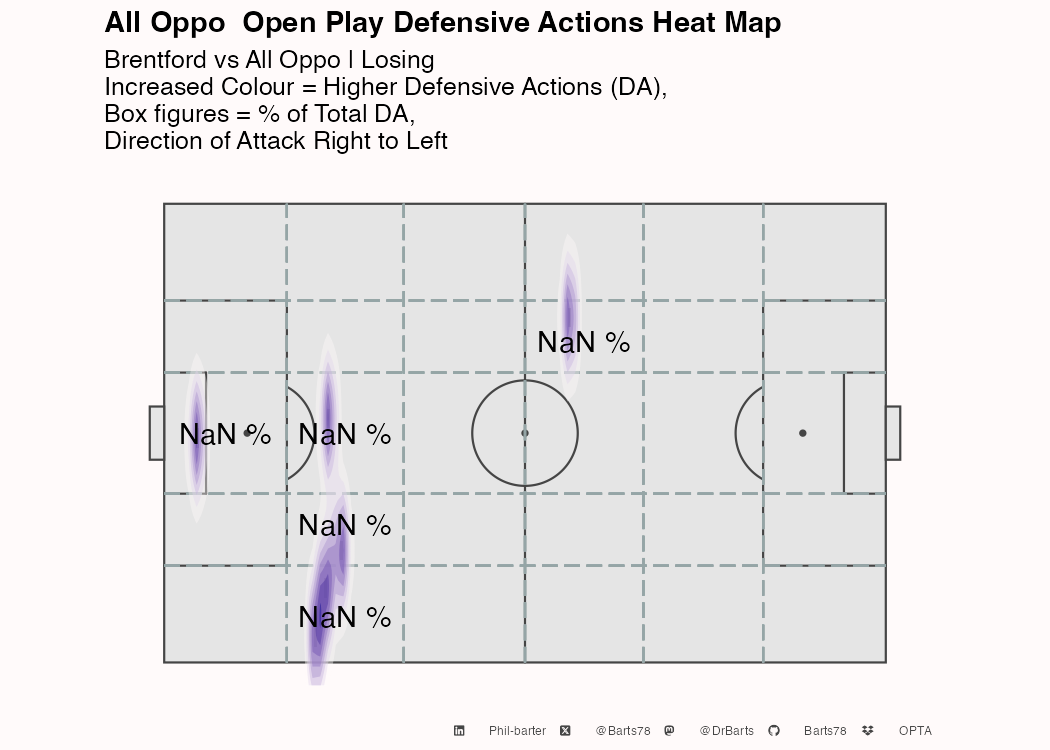 All Oppo  Open Play Defensive Actions Heat Map
Brentford vs All Oppo | Losing
Increased Colour = Higher Defensive Actions (DA),
Box figures = % of Total DA,
Direction of Attack Right to Left
NaN %
NaN % NaN %
NaN %
NaN %
Phil-barter @Barts78 @DrBarts Barts78 OPTA